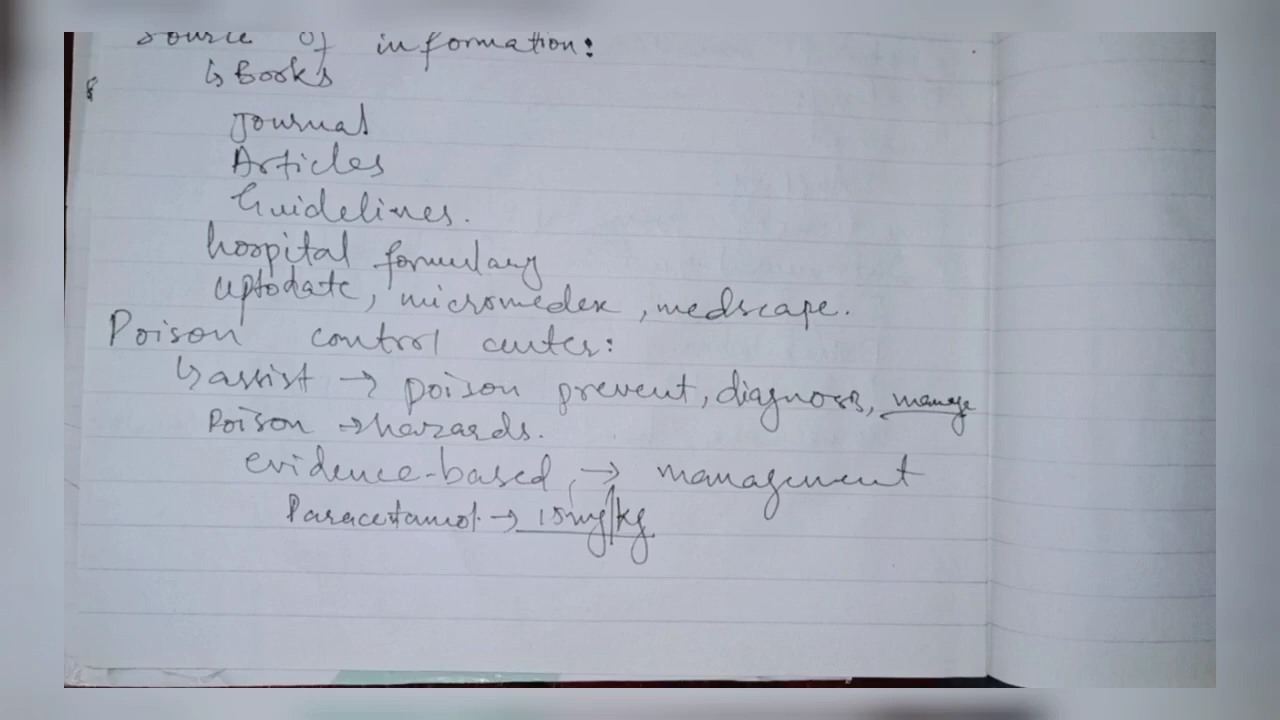 Source of information:
↳ Books
Journal
Articles
Guidelines.
hospital formulary
uptodate, micromedex, medscape.
Poison control center:
↳ assist → poison prevent, diagnosis, manage
Poison → hazards.
evidence-based, → management
Paracetamol. → 15mg/kg.